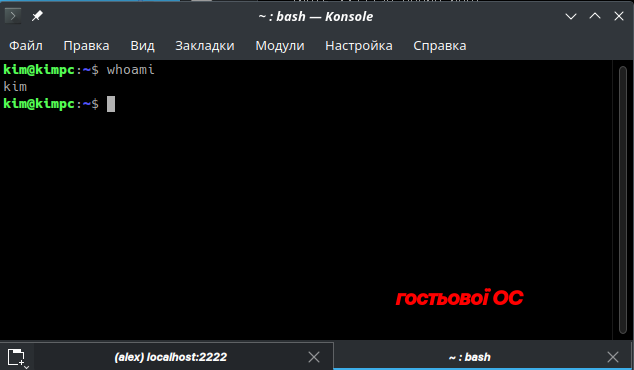 ~ : bash — Konsole
Файл Правка Вид Закладки Модули Настройка Справка
kim@kimpc:~$ whoami
kim
kim@kimpc:~$
гостьової ОС
(alex) localhost:2222 ~ : bash